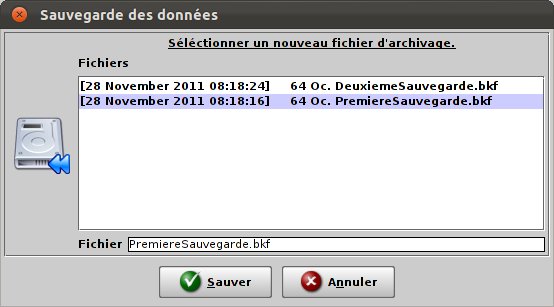 Sauvegarde des données
Séléctionner un nouveau fichier d'archivage.
Fichiers
[28 November 2011 08:18:24] 64 Oc. DeuxiemeSauvegarde.bkf
[28 November 2011 08:18:16] 64 Oc. PremiereSauvegarde.bkf
Fichier PremiereSauvegarde.bkf
Sauver Annuler